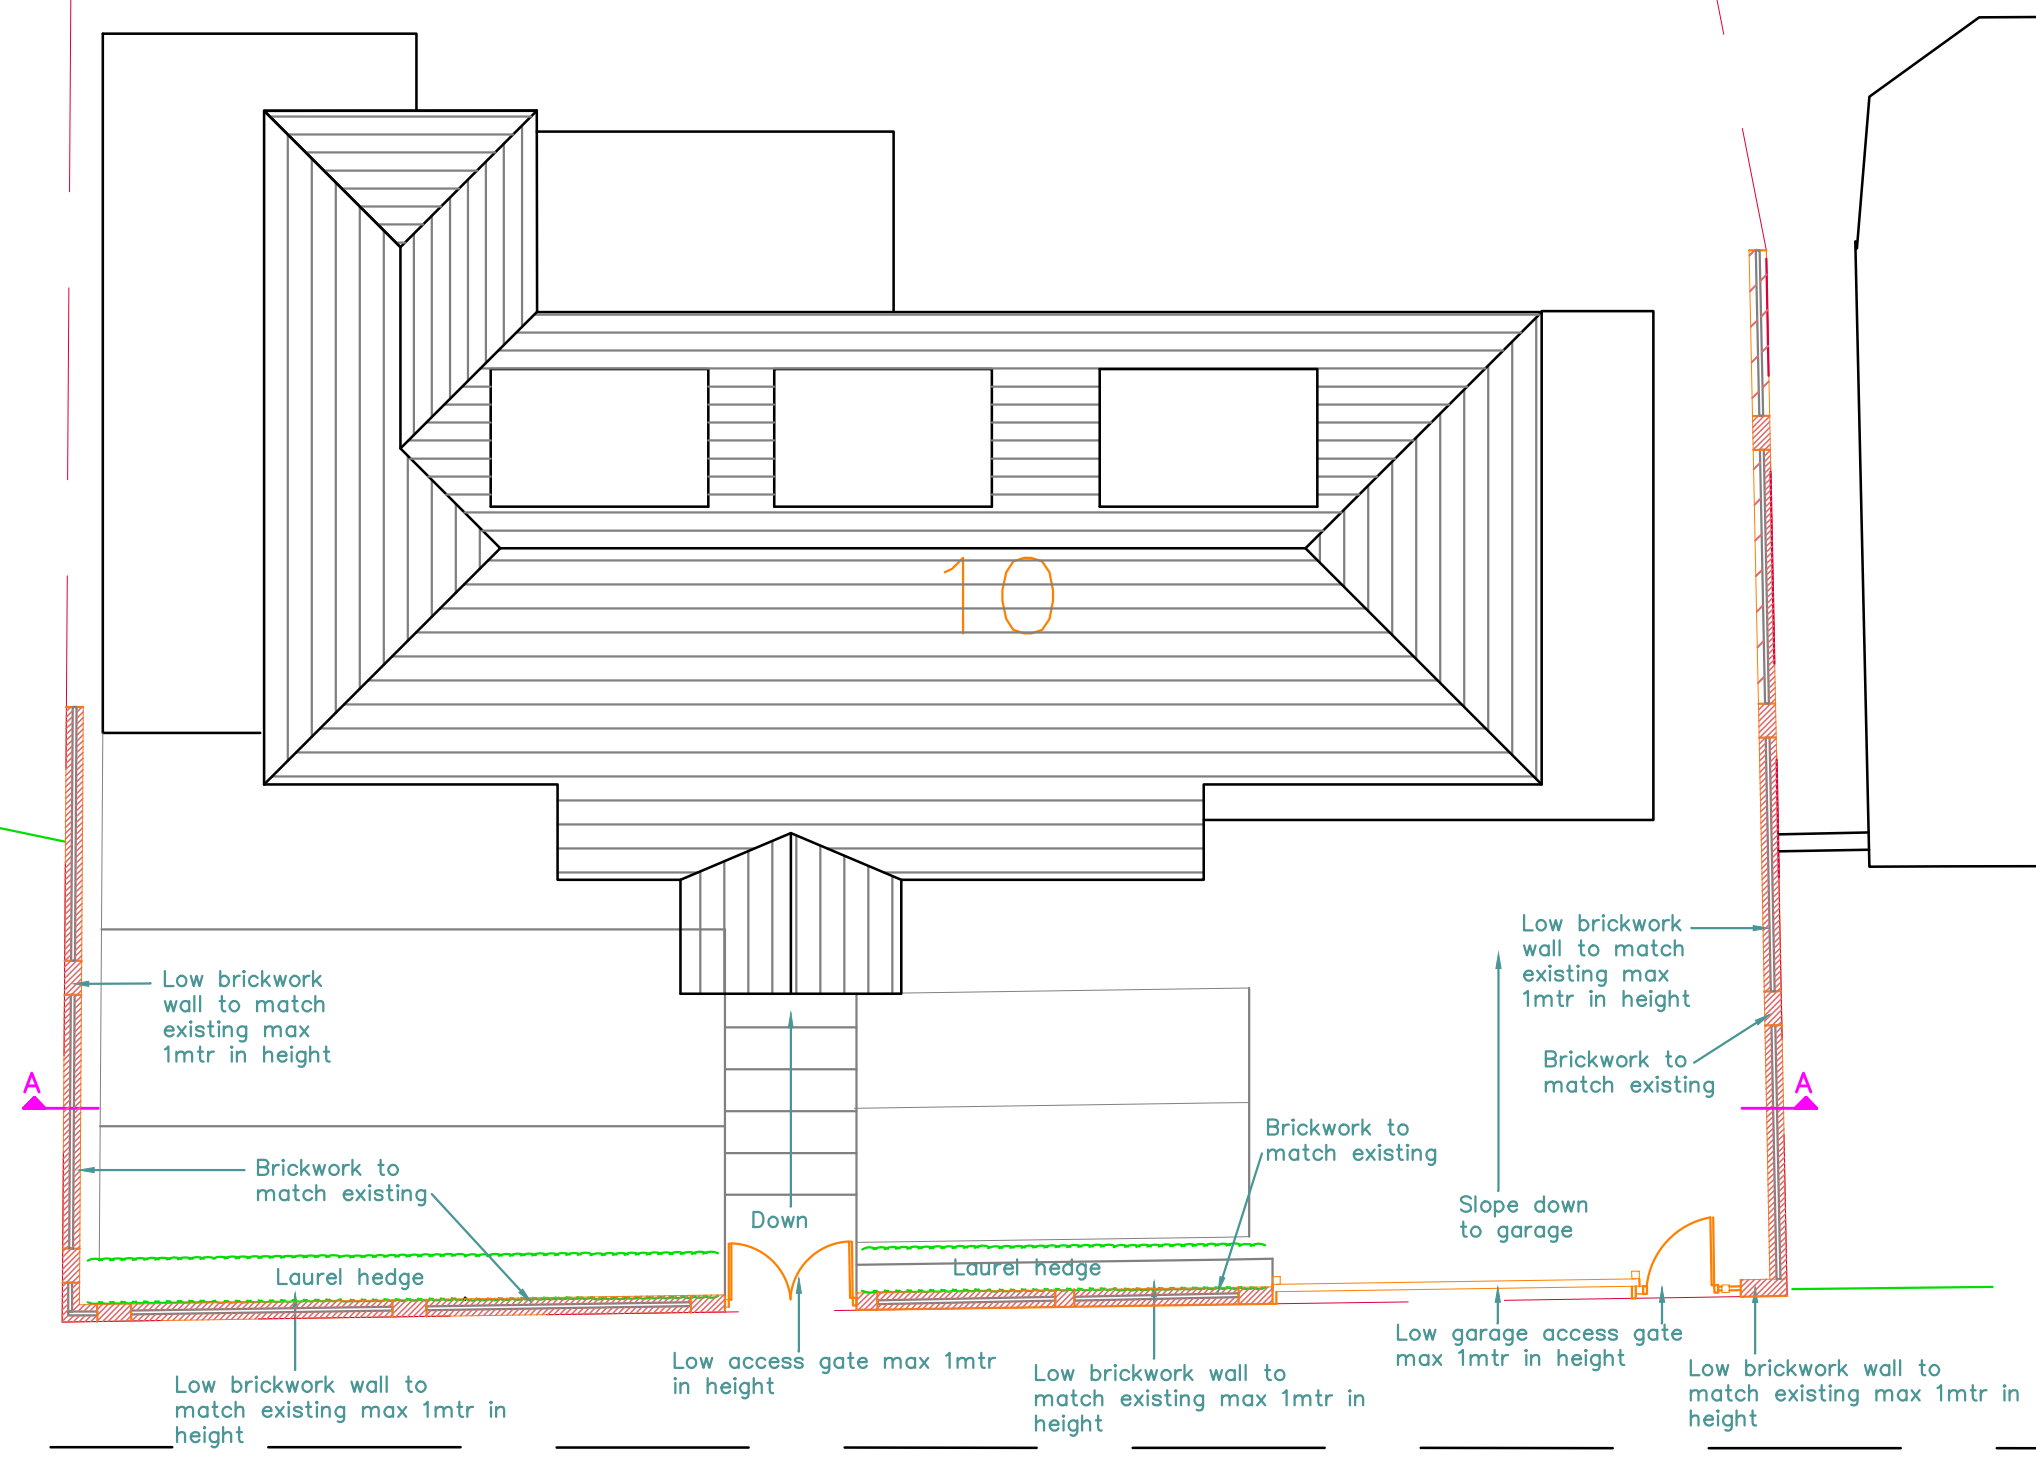 10
Low brickwork
wall to match
existing max
1mtr in height
Low brickwork
wall to match
existing max
1mtr in height
Brickwork to
match existing
A
A
Brickwork to
match existing
Brickwork to
match existing
Slope down
to garage
Down
Laurel hedge
Laurel hedge
Low garage access gate
max 1mtr in height
Low access gate max 1mtr
in height
Low brickwork wall to
match existing max 1mtr in
height
Low brickwork wall to
match existing max 1mtr in
height
Low brickwork wall to
match existing max 1mtr in
height